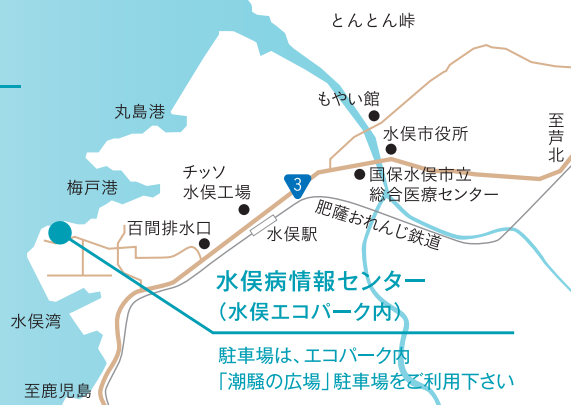 とんとん峠
もやい館
丸島港
水俣市役所
至芦北
チッソ
水俣工場
国保水俣市立
総合医療センター
3
梅戸港
肥薩おれんじ鉄道
百間排水口
水俣駅
水俣病情報センター
（水俣エコパーク内）
水俣湾
駐車場は、エコパーク内
「潮騒の広場」駐車場をご利用下さい
至鹿児島